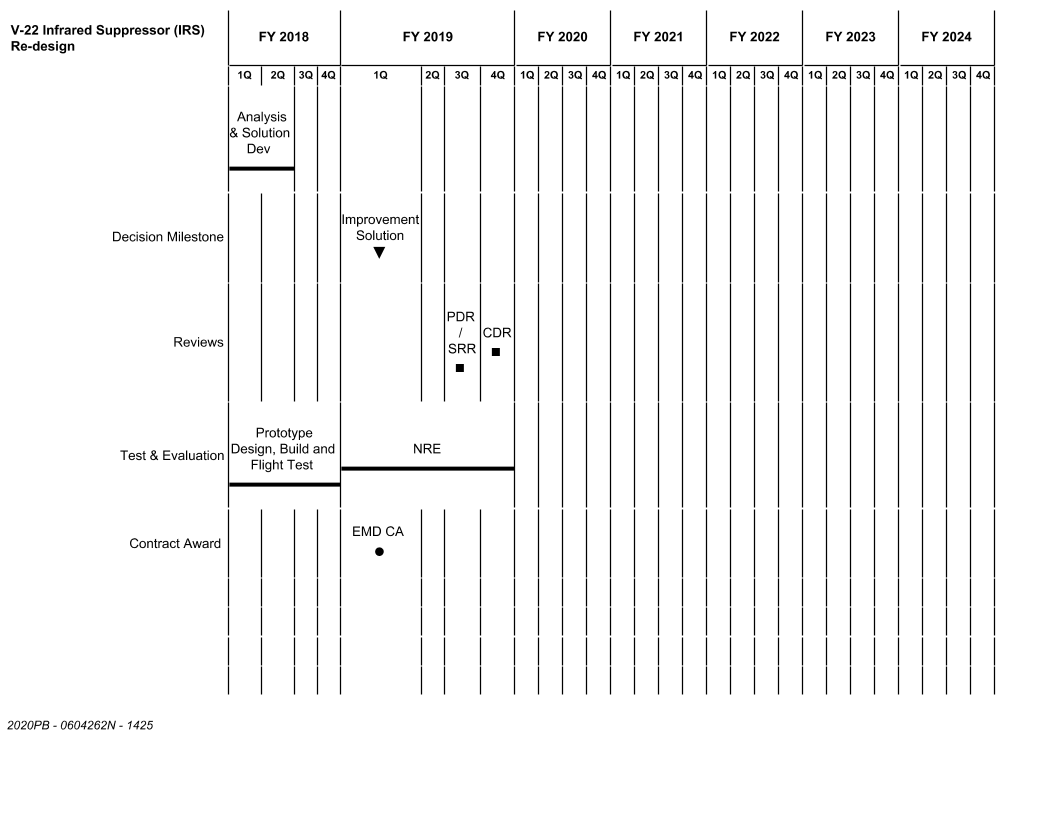 V-22 Infrared Suppressor (IRS)
Re-design
FY 2018 FY 2019 FY 2020 FY 2021 FY 2022 FY 2023 FY 2024
1Q 2Q 3Q 4Q 1Q 2Q 3Q 4Q 1Q 2Q 3Q 4Q 1Q 2Q 3Q 4Q 1Q 2Q 3Q 4Q 1Q 2Q 3Q 4Q 1Q 2Q 3Q 4Q
Analysis
& Solution
Dev
Decision Milestone
Improvement
Solution
Reviews
PDR
/
SRR
CDR
Test & Evaluation
Prototype
Design, Build and
Flight Test
NRE
Contract Award
EMD CA
2020PB - 0604262N - 1425